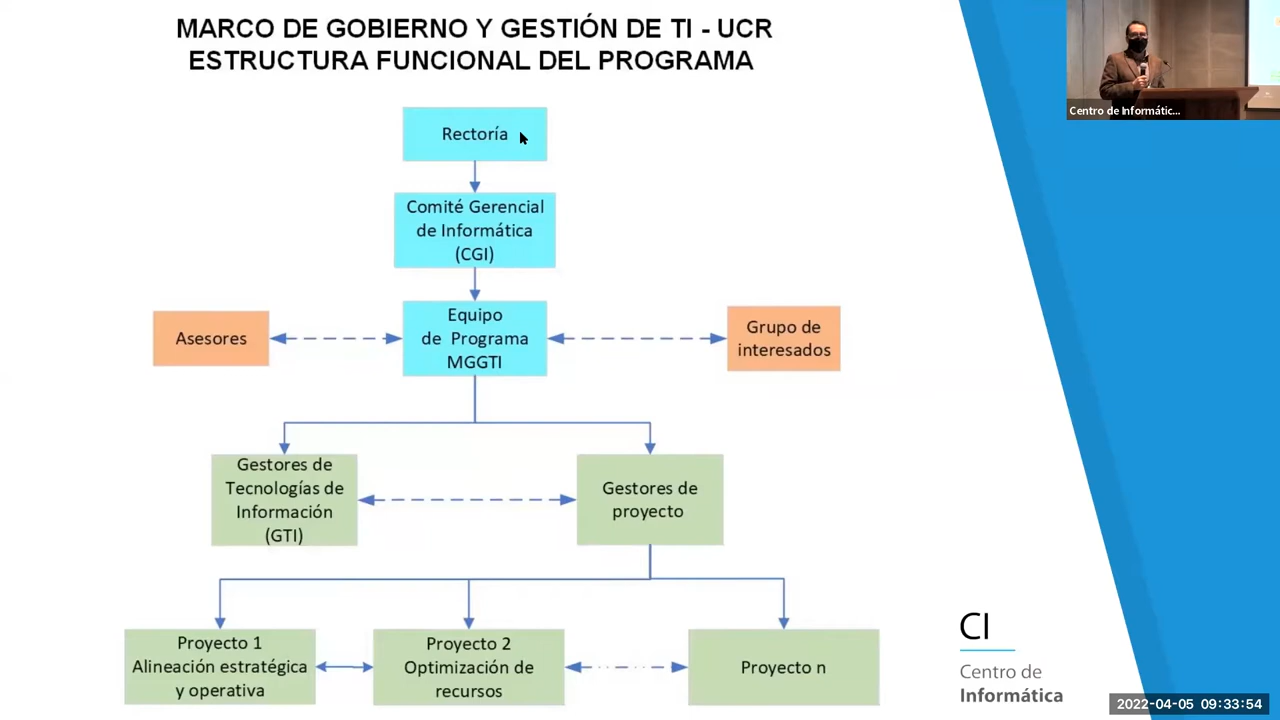 MARCO DE GOBIERNO Y GESTIÓN DE TI - UCR
ESTRUCTURA FUNCIONAL DEL PROGRAMA
Centro de Informátic...
Rectoría
Comité Gerencial
de Informática
(CGI)
Asesores
Equipo
de Programa
MGGTI
Grupo de
interesados
Gestores de
Tecnologías de
Información
(GTI)
Gestores de
proyecto
Proyecto 1
Alineación estratégica
y operativa
Proyecto 2
Optimización de
recursos
Proyecto n
CI
Centro de
Informática
2022-04-05 09:33:54